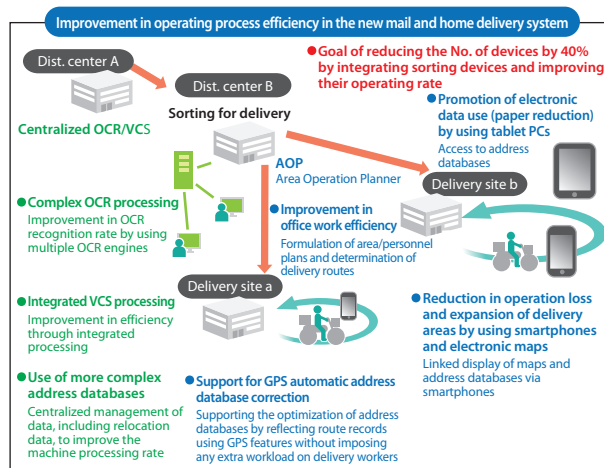 Improvement in operating process efficiency in the new mail and home delivery system
Dist. center A
Dist. center B
Centralized OCR/VCS
Sorting for delivery
●Goal of reducing the No. of devices by 40%
by integrating sorting devices and improving
their operating rate
●Promotion of electronic
data use (paper reduction)
by using tablet PCs
Access to address
databases
AOP
Area Operation Planner
Delivery site b
●Complex OCR processing
Improvement in OCR
recognition rate by using
multiple OCR engines
●Improvement in
office work efficiency
Formulation of area/personnel
plans and determination of
delivery routes
Delivery site a
●Integrated VCS processing
Improvement in efficiency
through integrated
processing
●Reduction in operation loss
and expansion of delivery
areas by using smartphones
and electronic maps
Linked display of maps and
address databases via
smartphones
●Use of more complex
address databases
Centralized management of
data, including relocation
data, to improve the
machine processing rate
●Support for GPS automatic address
database correction
Supporting the optimization of address
databases by reflecting route records
using GPS features without imposing
any extra workload on delivery workers